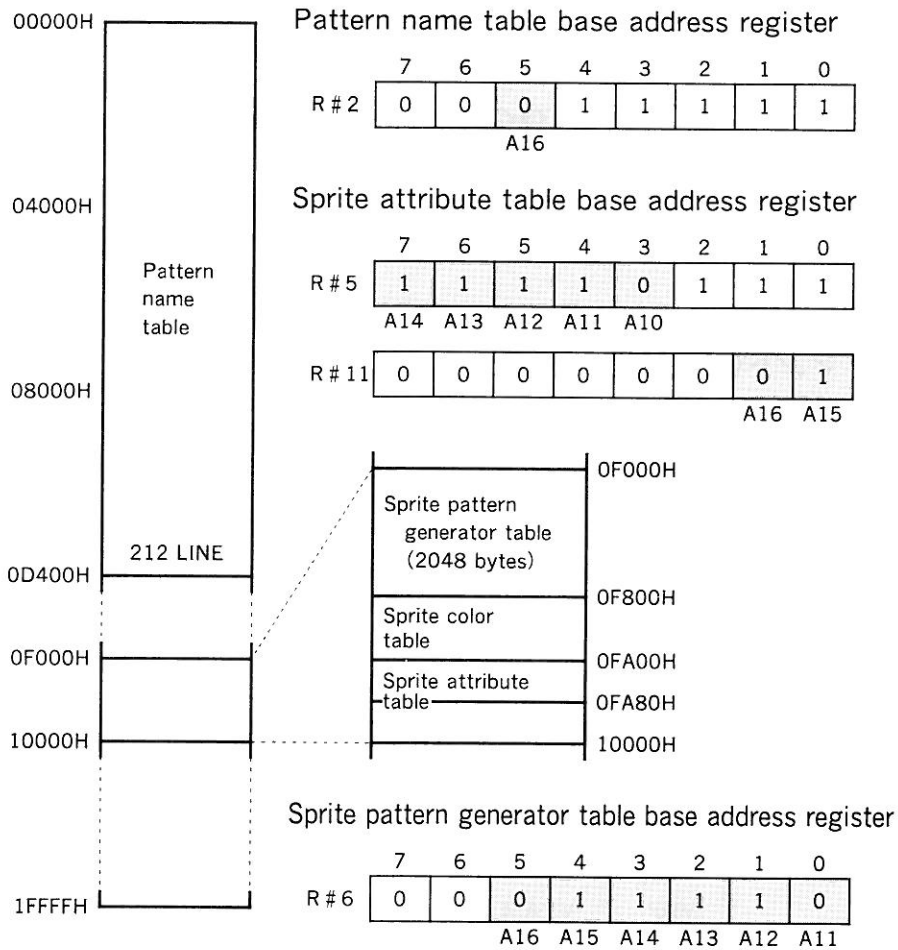 00000H
04000H
08000H
0D400H
0F000H
10000H
1FFFFH
Pattern
name
table
212 LINE
Pattern name table base address register
7 6 5 4 3 2 1 0
R#2 0 0 0 1 1 1 1 1
A16
Sprite attribute table base address register
7 6 5 4 3 2 1 0
R#5 1 1 1 1 0 1 1 1
A14 A13 A12 A11 A10
R#11 0 0 0 0 0 0 0 1
A16 A15
Sprite pattern
generator table
(2048 bytes)
Sprite color
table
Sprite attribute
table
0F000H
0F800H
0FA00H
0FA80H
10000H
Sprite pattern generator table base address register
7 6 5 4 3 2 1 0
R#6 0 0 0 1 1 1 1 0
A16 A15 A14 A13 A12 A11